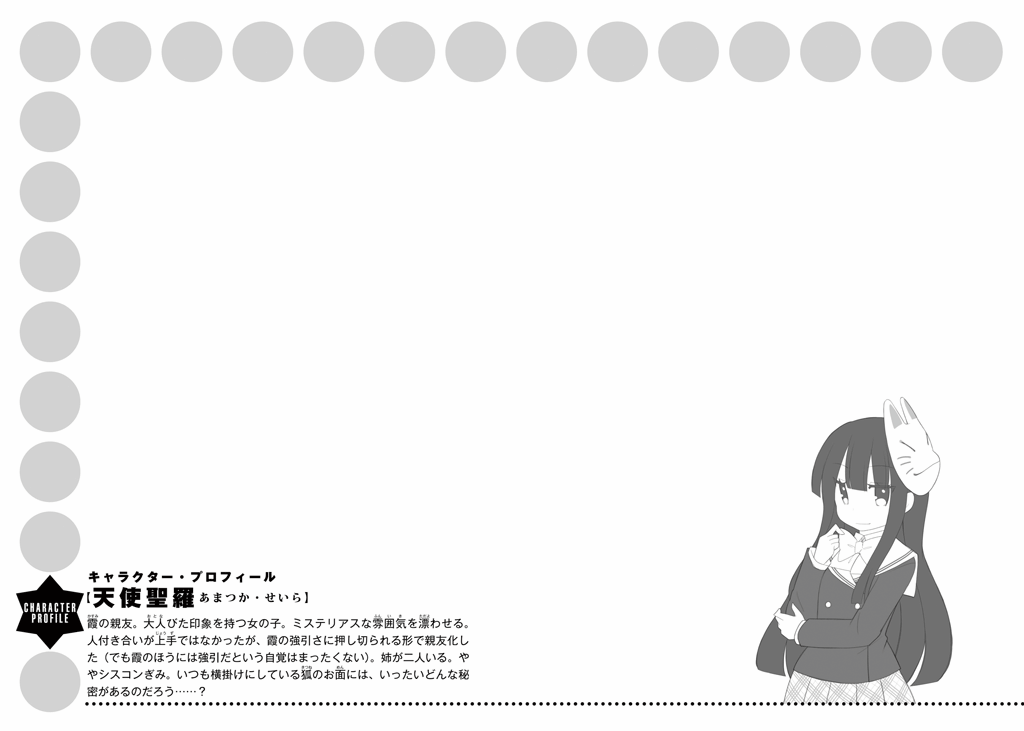 キャラクター・プロフィール
【天使聖羅 あまつか・せいら】
霞の親友。大人びた印象を持つ女の子。ミステリアスな雰囲気を漂わせる。
人付き合いが上手ではなかったが、霞の強引さに押し切られる形で親友化し
た（でも霞のほうには強引だという自覚はまったくない）。姉が二人いる。や
やシスコンぎみ。いつも横掛けにしている狐のお面には、いったいどんな秘
密があるのだろう……？
CHARACTER
PROFILE